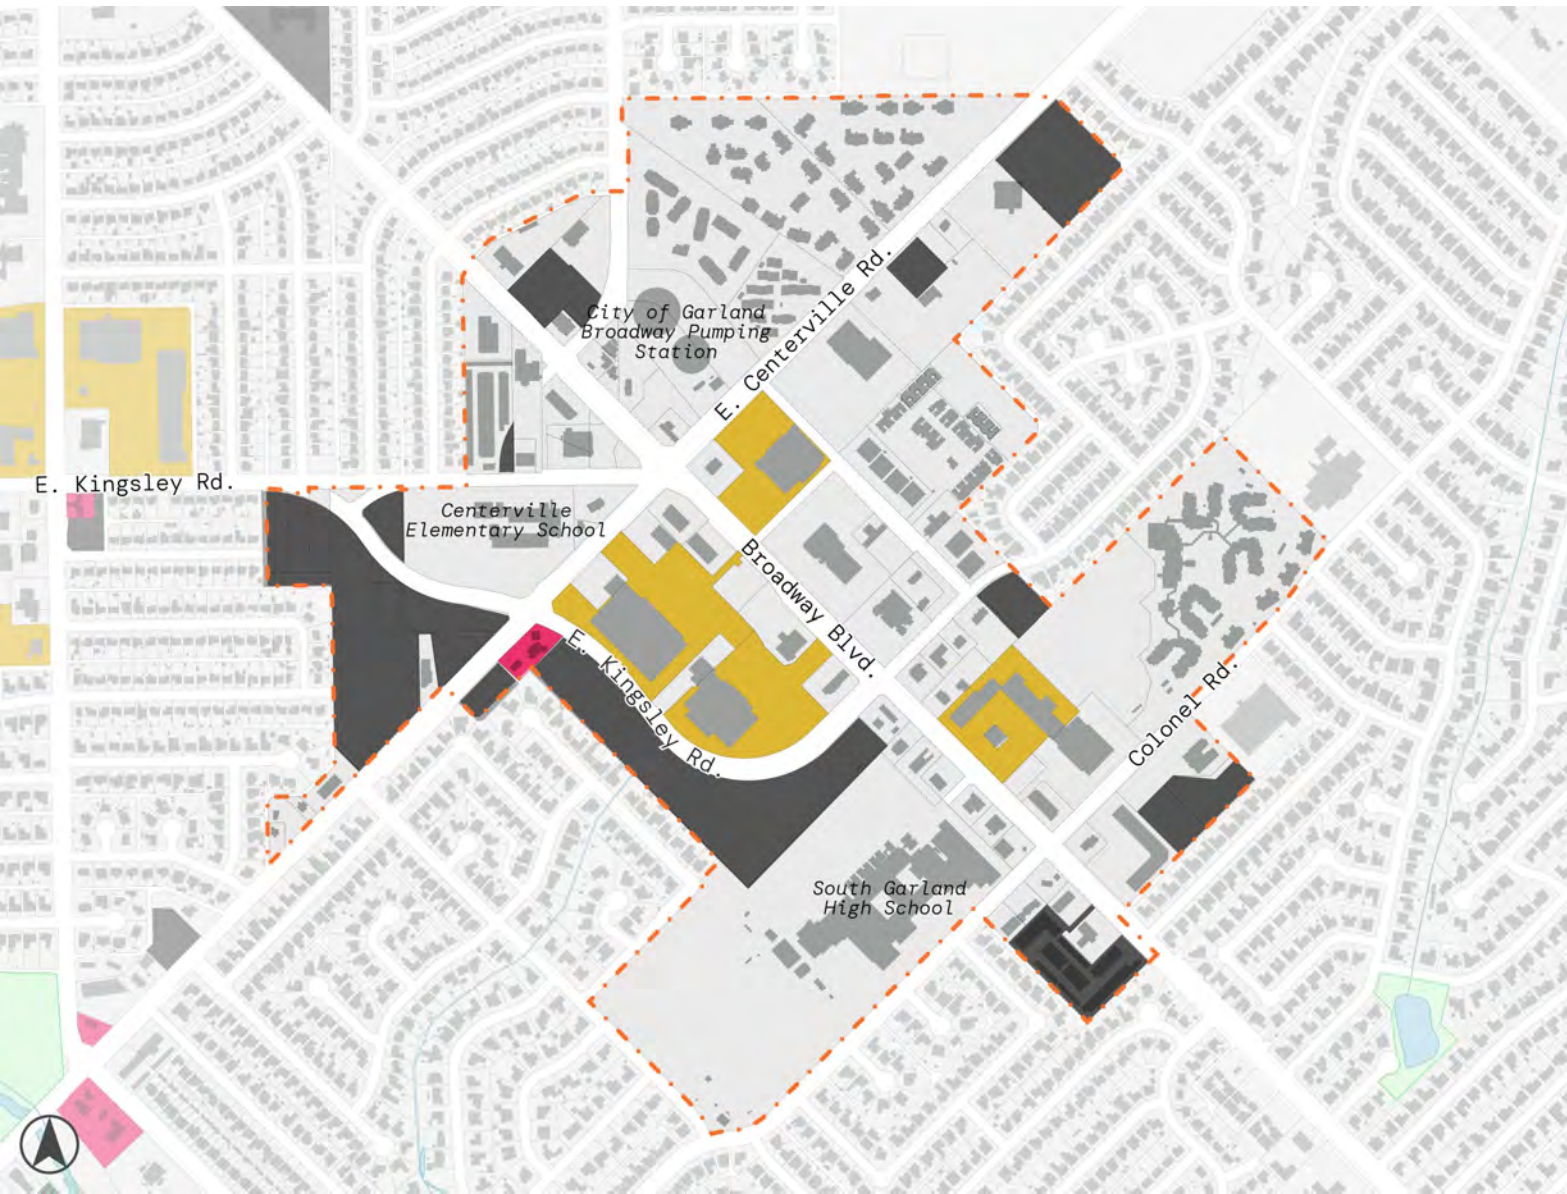 E. Centerville Rd.
City of Garland
Broadway Pumping
Station
E. Kingsley Rd.
Centerville
Elementary School
Broadway Blvd.
E. Kingsley Rd.
Colonel Rd.
South Garland
High School